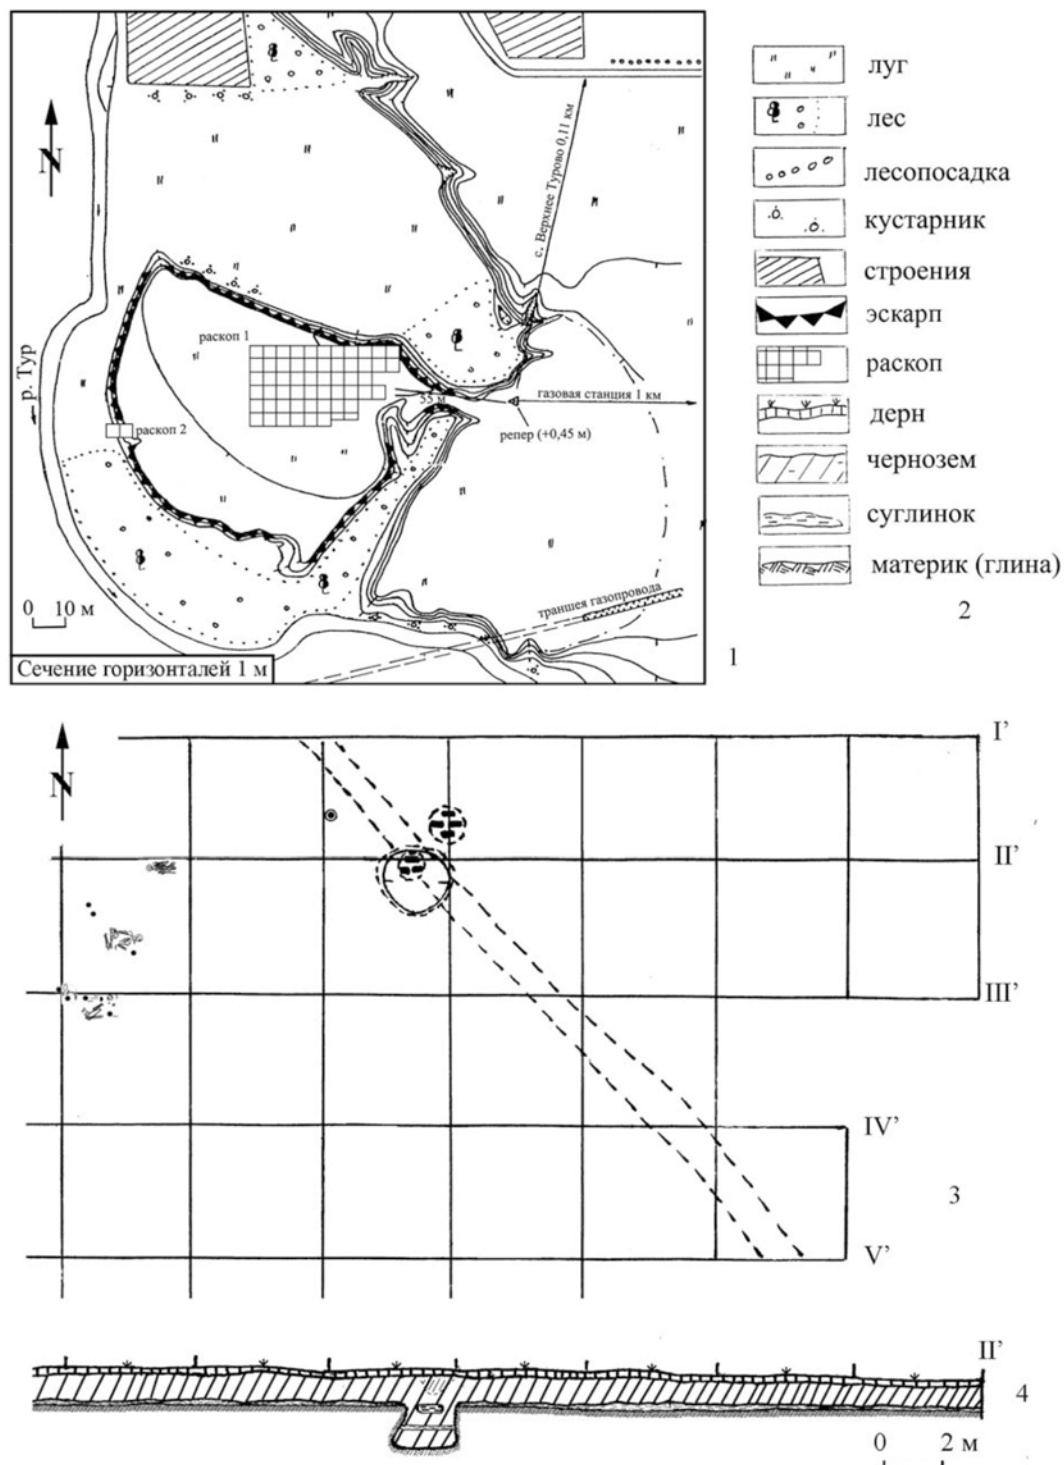 N
с. Верхнее Турово 0,11 км
раскоп 1
р. Тур
55 м
газовая станция 1 км
репер (+0,45 м)
раскоп 2
траншея газопровода
0 10 м
Сечение горизонталей 1 м
1
луг
лес
лесопосадка
кустарник
строения
эскарп
раскоп
дерн
чернозем
суглинок
материк (глина)
2
N
I'
II'
III'
IV'
V'
3
II'
4
0 2 м